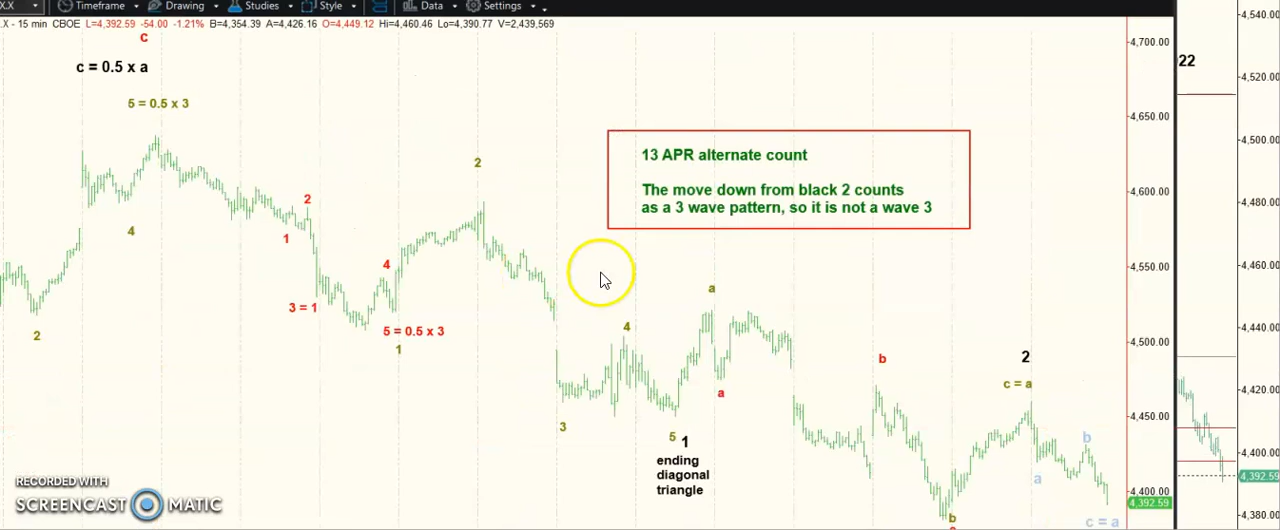 X.X
Timeframe
Drawing
Studies
Style
Data
Settings
X - 15 min CBOE L=4,392.59 -54.00 -1.21% B=4,354.39 A=4,426.16 O=4,449.12 Hi=4,460.46 Lo=4,390.77 V=2,439,569
c
c = 0.5 x a
5 = 0.5 x 3
4
2
2
1
3 = 1
4
5 = 0.5 x 3
1
2
13 APR alternate count
The move down from black 2 counts
as a 3 wave pattern, so it is not a wave 3
4
3
5 1
ending
diagonal
triangle
a
a
b
b
2
c = a
a
b
c = a
4,700.00
4,650.00
4,600.00
4,550.00
4,500.00
4,450.00
4,400.00
4,392.59
22
4,540.00
4,520.00
4,500.00
4,480.00
4,460.00
4,440.00
4,420.00
4,400.00
4,392.59
4,380.00
RECORDED WITH
SCREENCAST MATIC